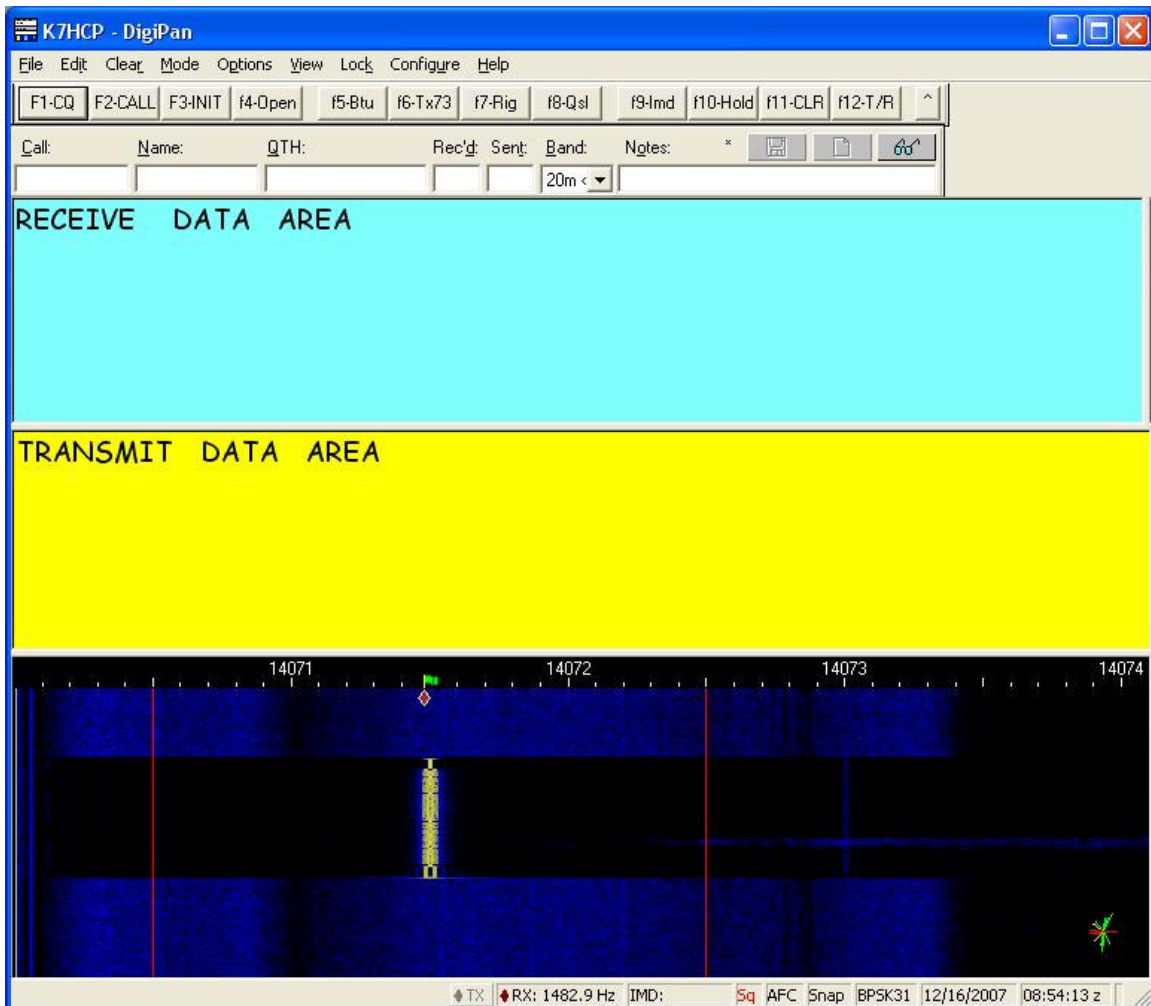 K7HCP - DigiPan
File Edit Clear Mode Options View Lock Configure Help
F1-CQ F2-CALL F3-INIT f4-Open f5-Btu f6-Tx73 f7-Rig f8-Qsl f9-Imd f10-Hold f11-CLR f12-T/R ^
Call: Name: QTH: Rec'd: Sent: Band: Notes: *
20m <
RECEIVE DATA AREA
TRANSMIT DATA AREA
14071 14072 14073 14074
TX RX: 1482.9 Hz IMD: Sq AFC Snap BPSK31 12/16/2007 08:54:13 z